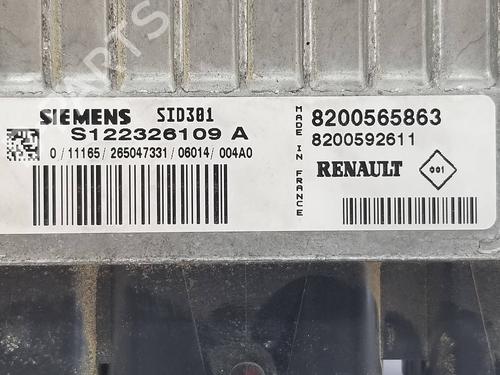 SIEMENS SID301
S122326109 A
0/11165/265047331/06014/004A0
MADE IN FRANCE
8200565863
8200592611
RENAULT 001